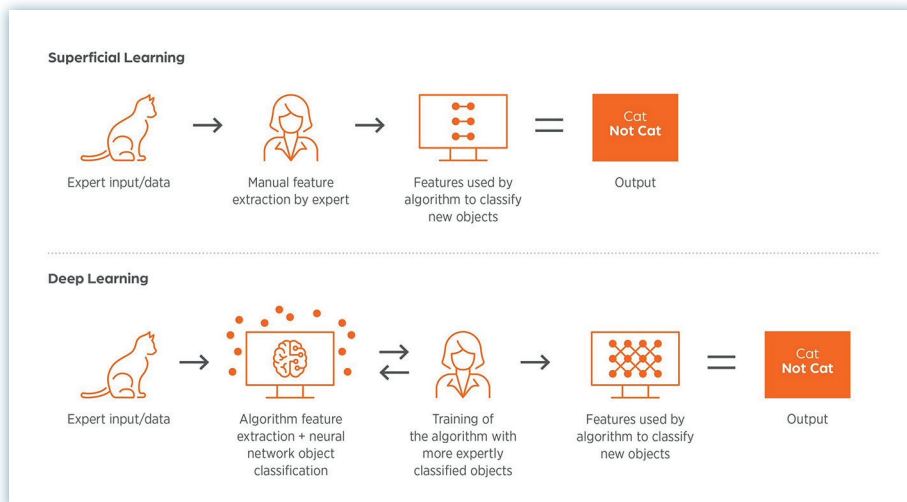 Superficial Learning
Cat
Not Cat
Expert input/data
Manual feature
extraction by expert
Features used by
algorithm to classify
new objects
Output
Deep Learning
Cat
Not Cat
Expert input/data
Algorithm feature
extraction + neural
network object
classification
Training of
the algorithm with
more expertly
classified objects
Features used by
algorithm to classify
new objects
Output